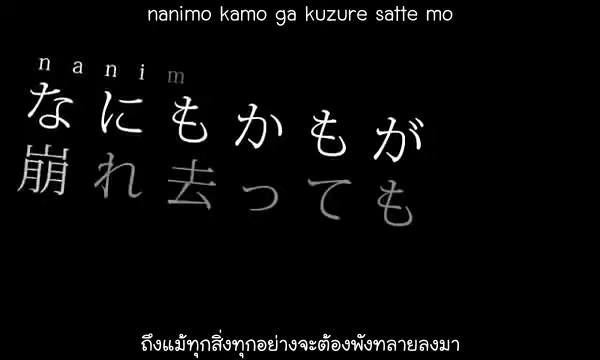 nanimo kamo ga kuzure satte mo
nanim
なにもかもが
崩れ去っても
ถึงแม้ทุกสิ่งทุกอย่างจะต้องพังทลายลงมา